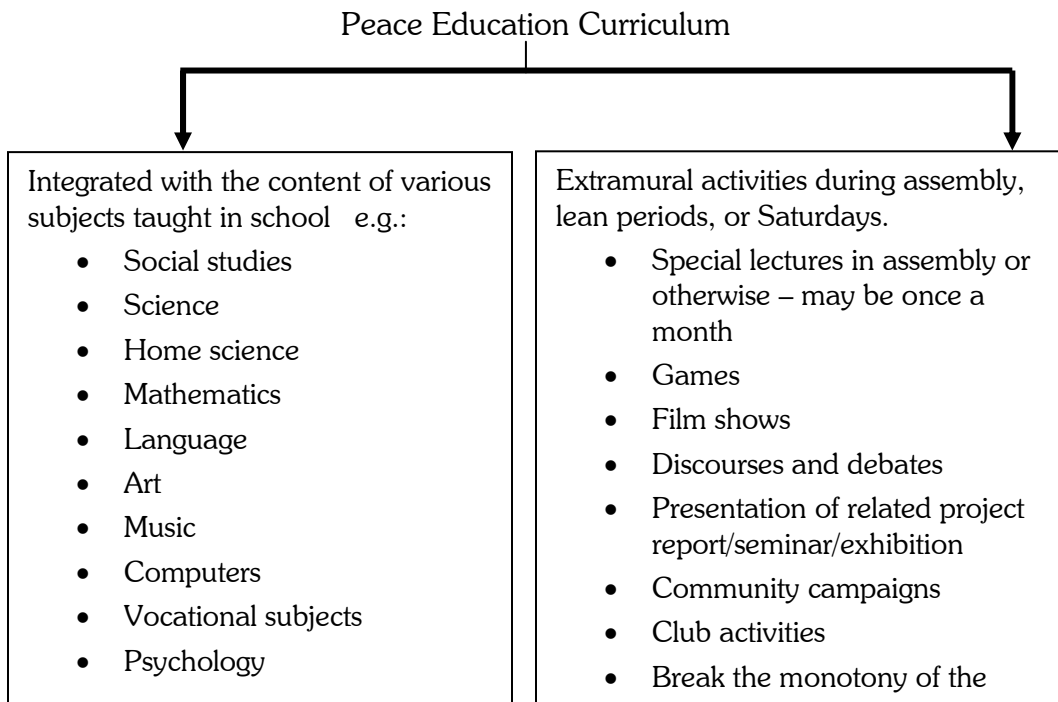 Peace Education Curriculum
Integrated with the content of various
subjects taught in school e.g.:
• Social studies
• Science
• Home science
• Mathematics
• Language
• Art
• Music
• Computers
• Vocational subjects
• Psychology
Extramural activities during assembly,
lean periods, or Saturdays.
• Special lectures in assembly or
otherwise – may be once a
month
• Games
• Film shows
• Discourses and debates
• Presentation of related project
report/seminar/exhibition
• Community campaigns
• Club activities
• Break the monotony of the